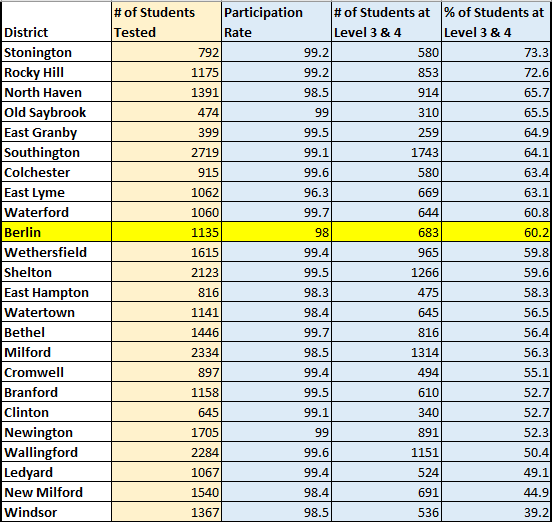 District # of Students Tested Participation Rate # of Students at Level 3 & 4 % of Students at Level 3 & 4
Stonington 792 99.2 580 73.3
Rocky Hill 1175 99.2 853 72.6
North Haven 1391 98.5 914 65.7
Old Saybrook 474 99 310 65.5
East Granby 399 99.5 259 64.9
Southington 2719 99.1 1743 64.1
Colchester 915 99.6 580 63.4
East Lyme 1062 96.3 669 63.1
Waterford 1060 99.7 644 60.8
Berlin 1135 98 683 60.2
Wethersfield 1615 99.4 965 59.8
Shelton 2123 99.5 1266 59.6
East Hampton 816 98.3 475 58.3
Watertown 1141 98.4 645 56.5
Bethel 1446 99.7 816 56.4
Milford 2334 98.5 1314 56.3
Cromwell 897 99.4 494 55.1
Branford 1158 99.5 610 52.7
Clinton 645 99.1 340 52.7
Newington 1705 99 891 52.3
Wallingford 2284 99.6 1151 50.4
Ledyard 1067 99.4 524 49.1
New Milford 1540 98.4 691 44.9
Windsor 1367 98.5 536 39.2